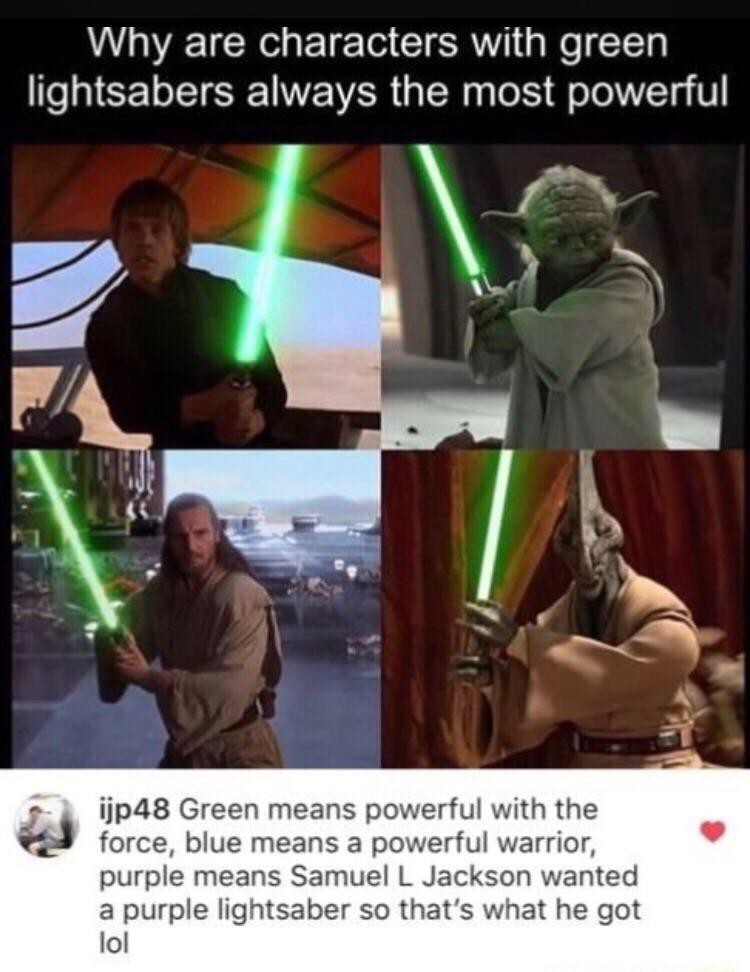 Why are characters with green
lightsabers always the most powerful
ijp48 Green means powerful with the
force, blue means a powerful warrior,
purple means Samuel L Jackson wanted
a purple lightsaber so that's what he got
lol